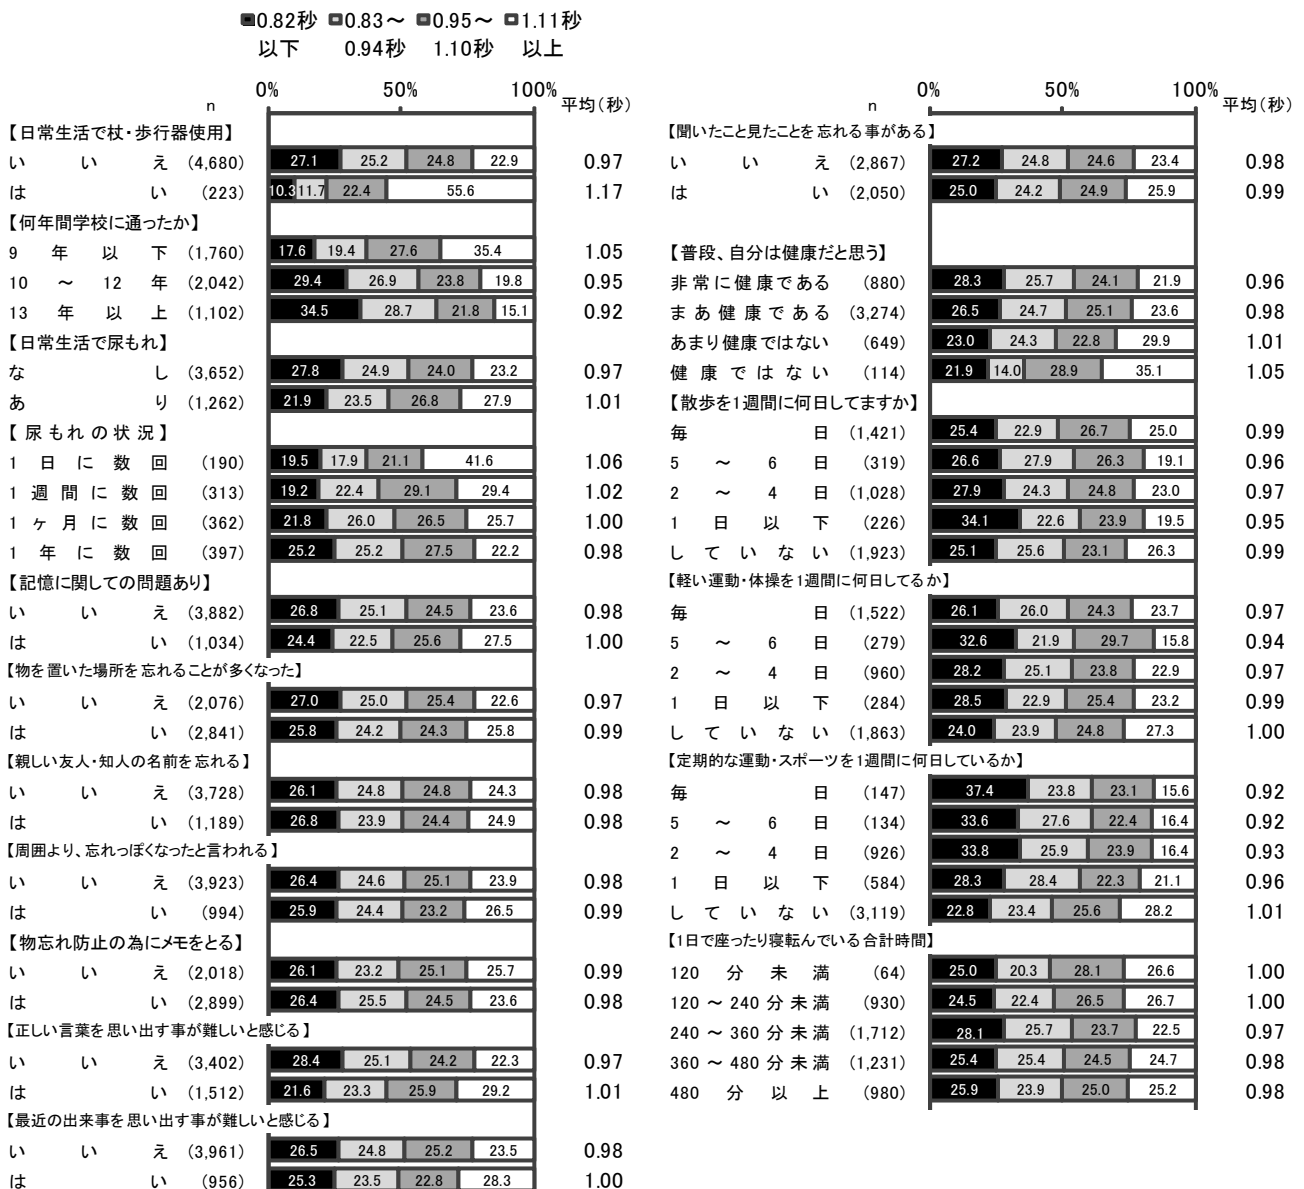 ■0.82秒以下 ■0.83～0.94秒 ■0.95～1.10秒 ■1.11秒以上
n 0% 50% 100% 平均(秒)
【日常生活で杖・歩行器使用】
いいえ (4,680) 27.1 25.2 24.8 22.9 0.97
はい (223) 10.3 11.7 22.4 55.6 1.17
【何年間学校に通ったか】
9年以下 (1,760) 17.6 19.4 27.6 35.4 1.05
10～12年 (2,042) 29.4 26.9 23.8 19.8 0.95
13年以上 (1,102) 34.5 28.7 21.8 15.1 0.92
【日常生活で尿もれ】
なし (3,652) 27.8 24.9 24.0 23.2 0.97
あり (1,262) 21.9 23.5 26.8 27.9 1.01
【尿もれの状況】
1日に数回 (190) 19.5 17.9 21.1 41.6 1.06
1週間に数回 (313) 19.2 22.4 29.1 29.4 1.02
1ヶ月に数回 (362) 21.8 26.0 26.5 25.7 1.00
1年に数回 (397) 25.2 25.2 27.5 22.2 0.98
【記憶に関しての問題あり】
いいえ (3,882) 26.8 25.1 24.5 23.6 0.98
はい (1,034) 24.4 22.5 25.6 27.5 1.00
【物を置いた場所を忘れることが多くなった】
いいえ (2,076) 27.0 25.0 25.4 22.6 0.97
はい (2,841) 25.8 24.2 24.3 25.8 0.99
【親しい友人・知人の名前を忘れる】
いいえ (3,728) 26.1 24.8 24.8 24.3 0.98
はい (1,189) 26.8 23.9 24.4 24.9 0.98
【周囲より、忘れっぽくなったと言われる】
いいえ (3,923) 26.4 24.6 25.1 23.9 0.98
はい (994) 25.9 24.4 23.2 26.5 0.99
【物忘れ防止の為にメモをとる】
いいえ (2,018) 26.1 23.2 25.1 25.7 0.99
はい (2,899) 26.4 25.5 24.5 23.6 0.98
【正しい言葉を思い出す事が難しいと感じる】
いいえ (3,402) 28.4 25.1 24.2 22.3 0.97
はい (1,512) 21.6 23.3 25.9 29.2 1.01
【最近の出来事を思い出す事が難しいと感じる】
いいえ (3,961) 26.5 24.8 25.2 23.5 0.98
はい (956) 25.3 23.5 22.8 28.3 1.00
n 0% 50% 100% 平均(秒)
【聞いたこと見たことを忘れる事がある】
いいえ (2,867) 27.2 24.8 24.6 23.4 0.98
はい (2,050) 25.0 24.2 24.9 25.9 0.99
【普段、自分は健康だと思う】
非常に健康である (880) 28.3 25.7 24.1 21.9 0.96
まあ健康である (3,274) 26.5 24.7 25.1 23.6 0.98
あまり健康ではない (649) 23.0 24.3 22.8 29.9 1.01
健康ではない (114) 21.9 14.0 28.9 35.1 1.05
【散歩を1週間に何日してますか】
毎日 (1,421) 25.4 22.9 26.7 25.0 0.99
5～6日 (319) 26.6 27.9 26.3 19.1 0.96
2～4日 (1,028) 27.9 24.3 24.8 23.0 0.97
1日以下 (226) 34.1 22.6 23.9 19.5 0.95
していない (1,923) 25.1 25.6 23.1 26.3 0.99
【軽い運動・体操を1週間に何日してるか】
毎日 (1,522) 26.1 26.0 24.3 23.7 0.97
5～6日 (279) 32.6 21.9 29.7 15.8 0.94
2～4日 (960) 28.2 25.1 23.8 22.9 0.97
1日以下 (284) 28.5 22.9 25.4 23.2 0.99
していない (1,863) 24.0 23.9 24.8 27.3 1.00
【定期的な運動・スポーツを1週間に何日しているか】
毎日 (147) 37.4 23.8 23.1 15.6 0.92
5～6日 (134) 33.6 27.6 22.4 16.4 0.92
2～4日 (926) 33.8 25.9 23.9 16.4 0.93
1日以下 (584) 28.3 28.4 22.3 21.1 0.96
していない (3,119) 22.8 23.4 25.6 28.2 1.01
【1日で座ったり寝転んでいる合計時間】
120分未満 (64) 25.0 20.3 28.1 26.6 1.00
120～240分未満 (930) 24.5 22.4 26.5 26.7 1.00
240～360分未満 (1,712) 28.1 25.7 23.7 22.5 0.97
360～480分未満 (1,231) 25.4 25.4 24.5 24.7 0.98
480分以上 (980) 25.9 23.9 25.0 25.2 0.98